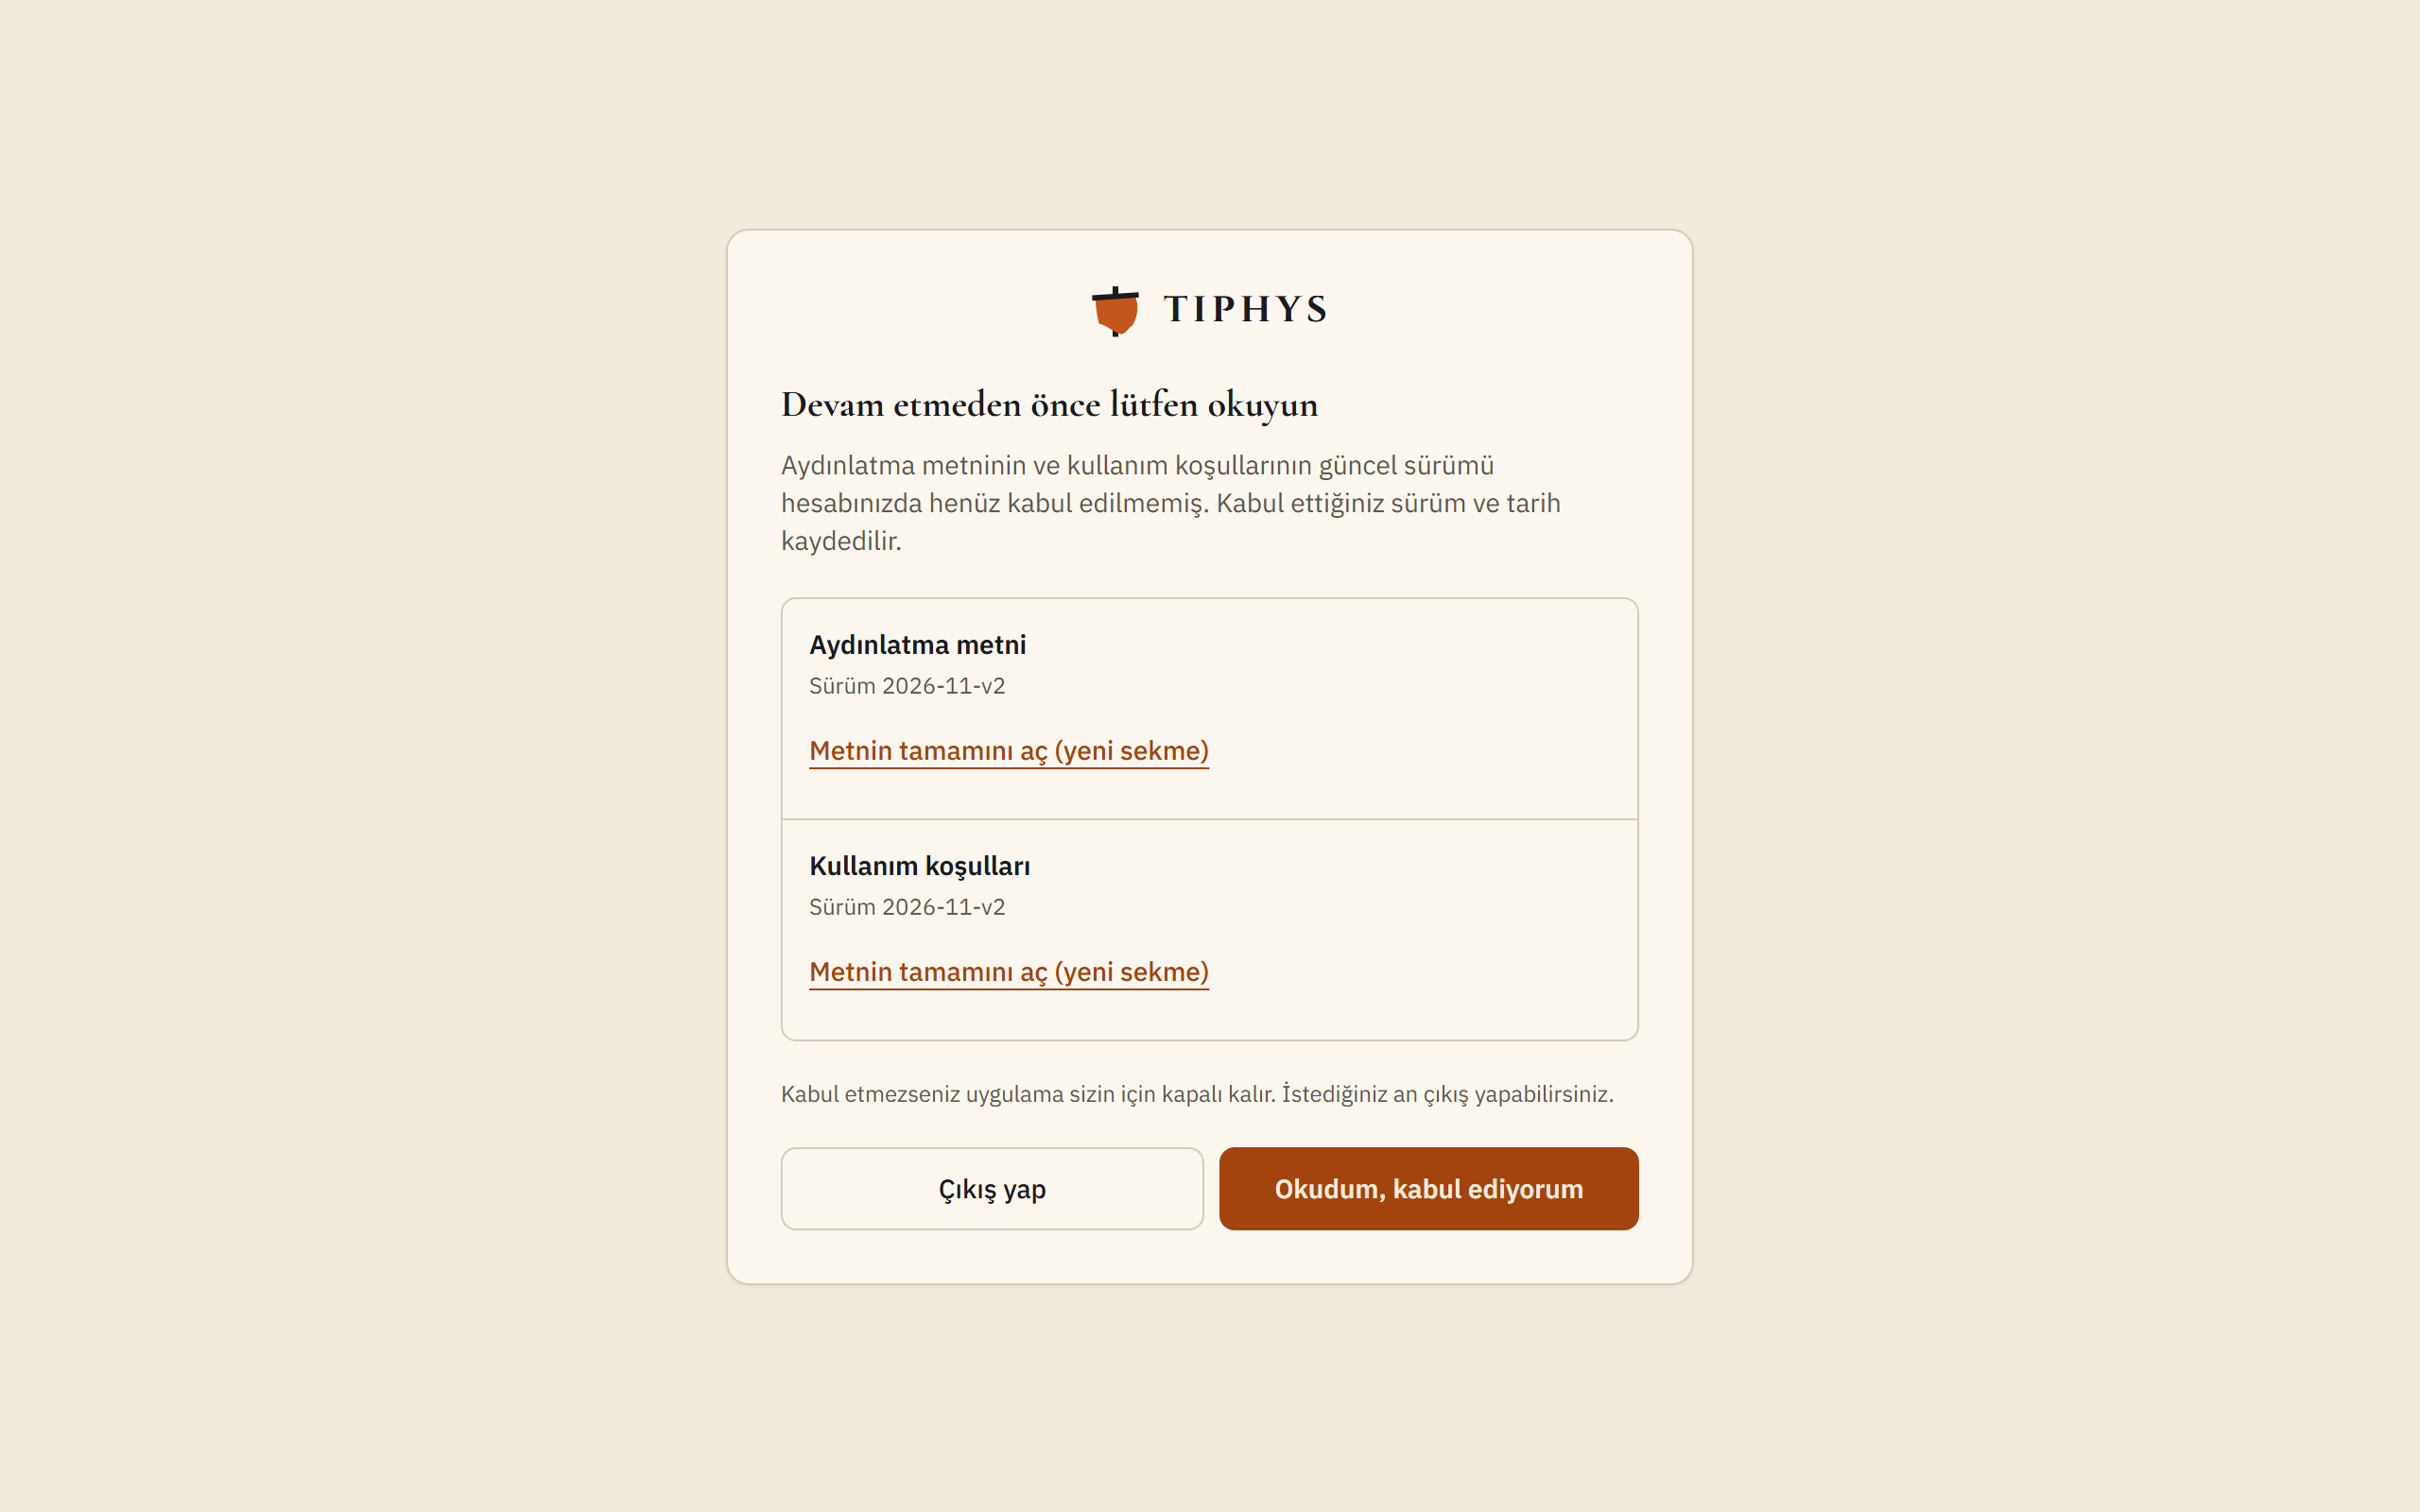 TIPHYS
Devam etmeden önce lütfen okuyun
Aydınlatma metninin ve kullanım koşullarının güncel sürümü
hesabınızda henüz kabul edilmemiş. Kabul ettiğiniz sürüm ve tarih
kaydedilir.
Aydınlatma metni
Sürüm 2026-11-v2
Metnin tamamını aç (yeni sekme)
Kullanım koşulları
Sürüm 2026-11-v2
Metnin tamamını aç (yeni sekme)
Kabul etmezseniz uygulama sizin için kapalı kalır. İstediğiniz an çıkış yapabilirsiniz.
Çıkış yap
Okudum, kabul ediyorum